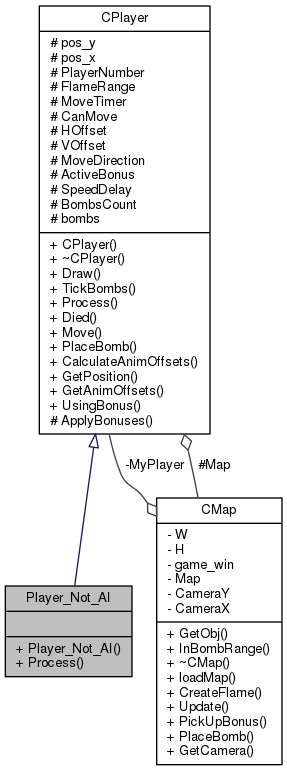 CPlayer
# pos_y
# pos_x
# PlayerNumber
# FlameRange
# MoveTimer
# CanMove
# HOffset
# VOffset
# MoveDirection
# ActiveBonus
# SpeedDelay
# BombsCount
# bombs
+ CPlayer()
+ ~CPlayer()
+ Draw()
+ TickBombs()
+ Process()
+ Died()
+ Move()
+ PlaceBomb()
+ CalculateAnimOffsets()
+ GetPosition()
+ GetAnimOffsets()
+ UsingBonus()
# ApplyBonuses()
-MyPlayer
#Map
CMap
- W
- H
- game_win
- Map
- CameraY
- CameraX
+ GetObj()
+ InBombRange()
+ ~CMap()
+ loadMap()
+ CreateFlame()
+ Update()
+ PickUpBonus()
+ PlaceBomb()
+ GetCamera()
Player_Not_AI
+ Player_Not_AI()
+ Process()